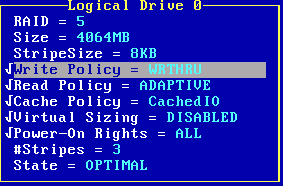 Logical Drive 0
RAID = 5
Size = 4064MB
StripeSize = 8KB
√Write Policy = WRTHRU
√Read Policy = ADAPTIVE
√Cache Policy = CachedIO
√Virtual Sizing = DISABLED
√Power-On Rights = ALL
#Stripes = 3
State = OPTIMAL